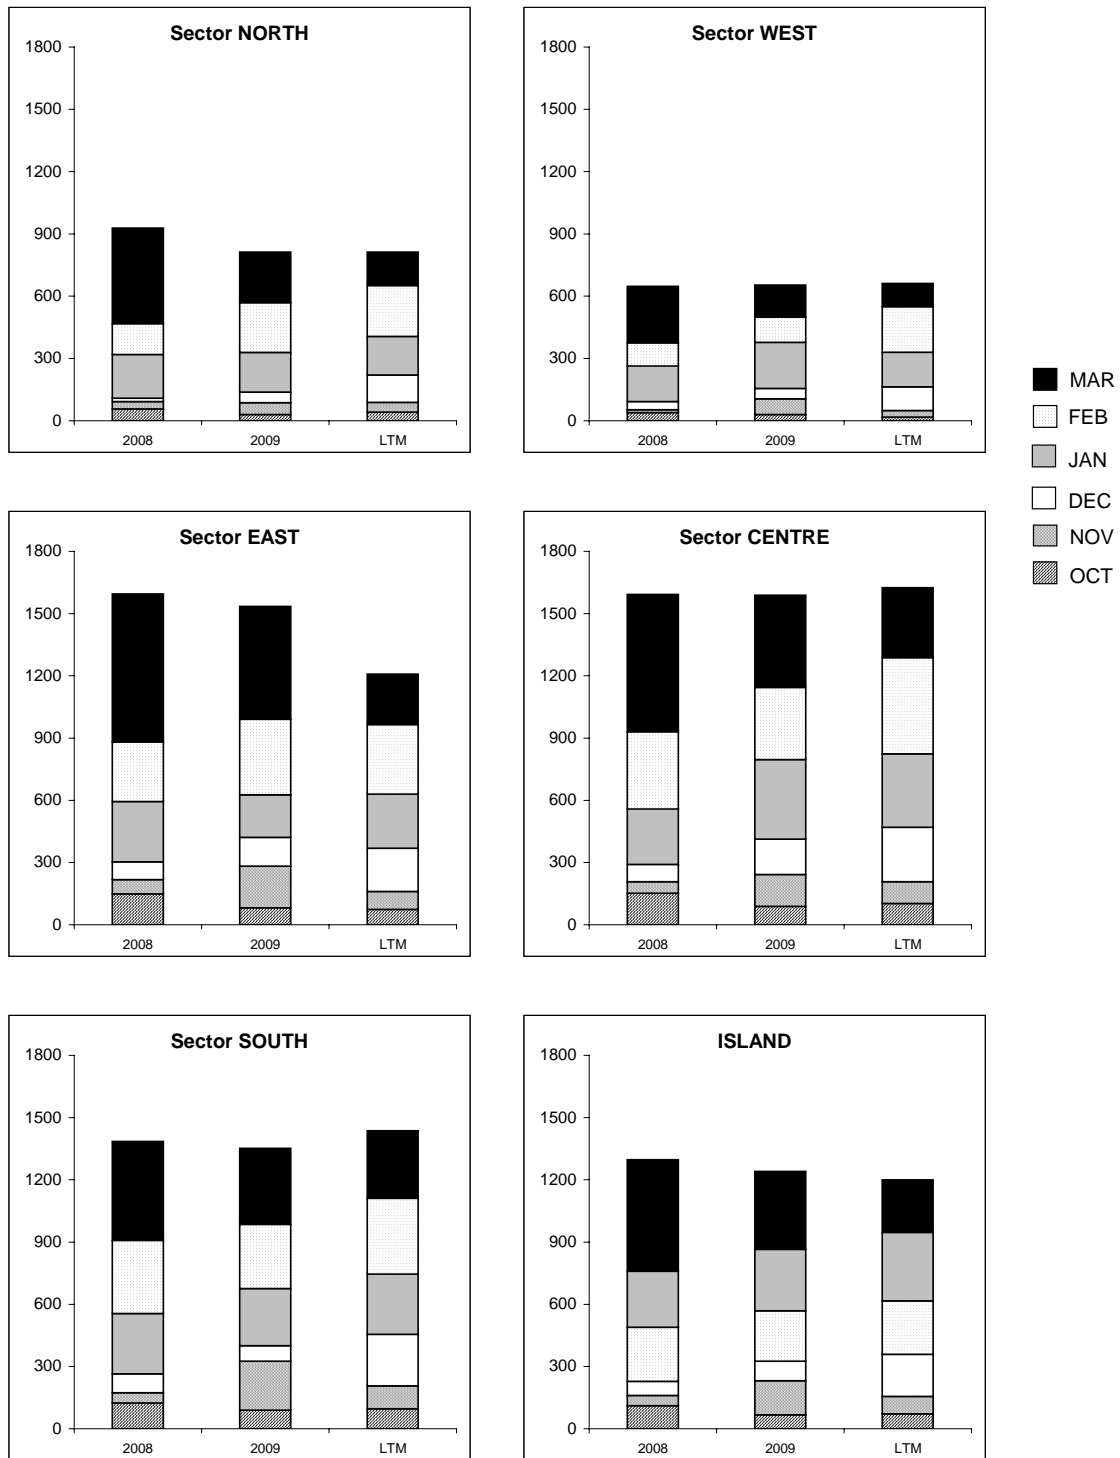 Sector NORTH
1800
1500
1200
900
600
300
0
2008 2009 LTM
Sector WEST
1800
1500
1200
900
600
300
0
2008 2009 LTM
MAR
FEB
JAN
DEC
NOV
OCT
Sector EAST
1800
1500
1200
900
600
300
0
2008 2009 LTM
Sector CENTRE
1800
1500
1200
900
600
300
0
2008 2009 LTM
Sector SOUTH
1800
1500
1200
900
600
300
0
2008 2009 LTM
ISLAND
1800
1500
1200
900
600
300
0
2008 2009 LTM